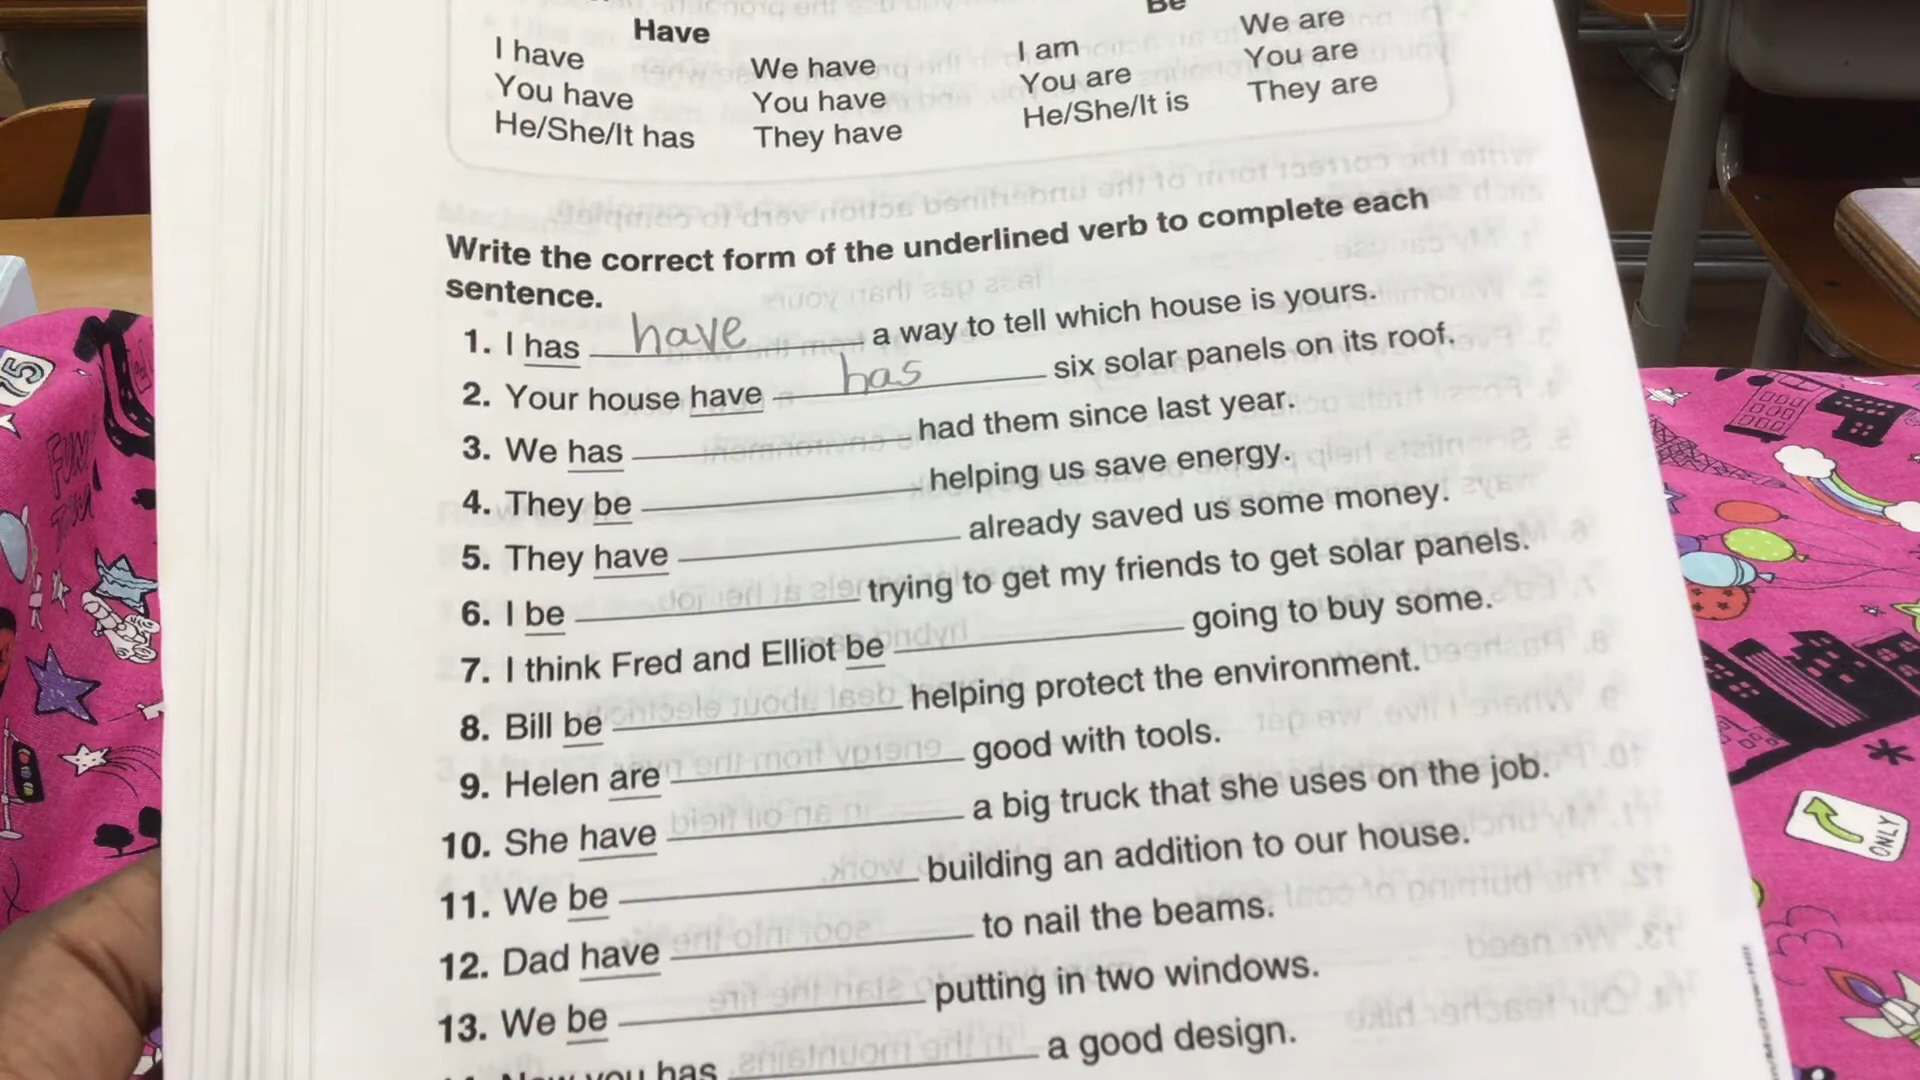 Have
Be
I have
We have
I am
We are
You have
You have
You are
You are
He/She/It has
They have
He/She/It is
They are
Write the correct form of the underlined verb to complete each
sentence.
1. I has have a way to tell which house is yours.
2. Your house have has six solar panels on its roof.
3. We has had them since last year.
4. They be helping us save energy.
5. They have already saved us some money.
6. I be trying to get my friends to get solar panels.
7. I think Fred and Elliot be going to buy some.
8. Bill be helping protect the environment.
9. Helen are good with tools.
10. She have a big truck that she uses on the job.
11. We be building an addition to our house.
12. Dad have to nail the beams.
13. We be putting in two windows.
you has a good design.
ONLY
75